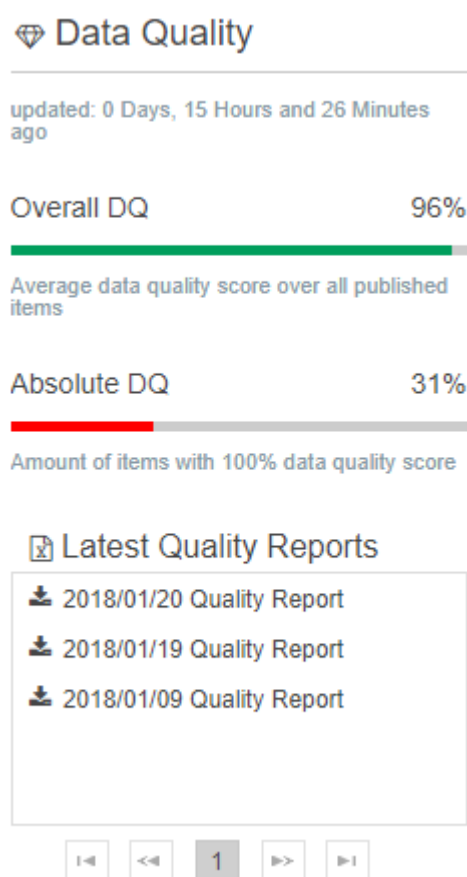 Data Quality
updated: 0 Days, 15 Hours and 26 Minutes
ago
Overall DQ 96%
Average data quality score over all published
items
Absolute DQ 31%
Amount of items with 100% data quality score
Latest Quality Reports
2018/01/20 Quality Report
2018/01/19 Quality Report
2018/01/09 Quality Report
1